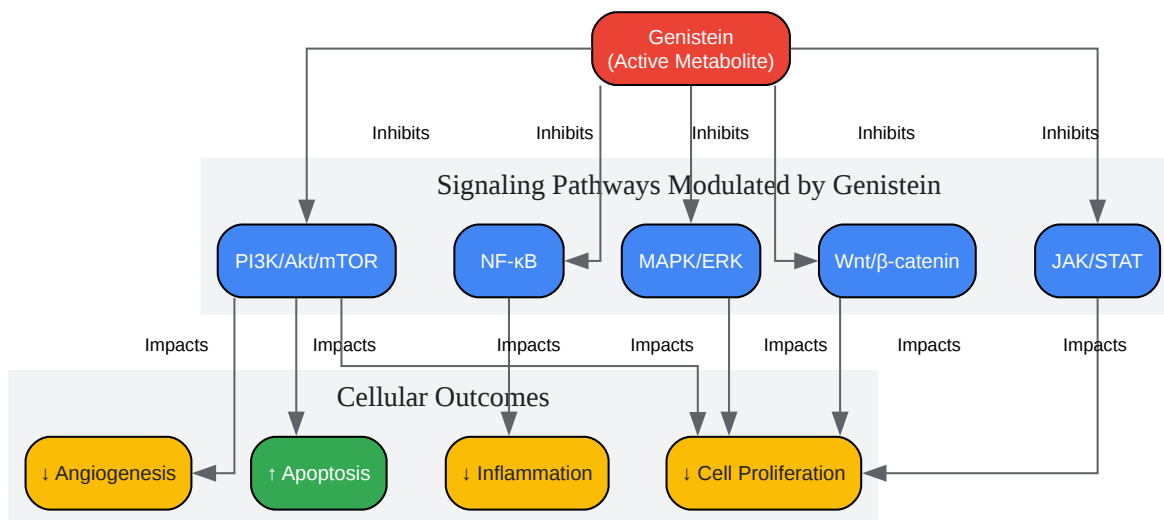 Genistein
(Active Metabolite)
Inhibits
Inhibits
Inhibits
Inhibits
Inhibits
Signaling Pathways Modulated by Genistein
PI3K/Akt/mTOR
NF-κB
MAPK/ERK
Wnt/β-catenin
JAK/STAT
Impacts
Impacts
Impacts
Impacts
Impacts
Impacts
Impacts
Cellular Outcomes
↓ Angiogenesis
↑ Apoptosis
↓ Inflammation
↓ Cell Proliferation